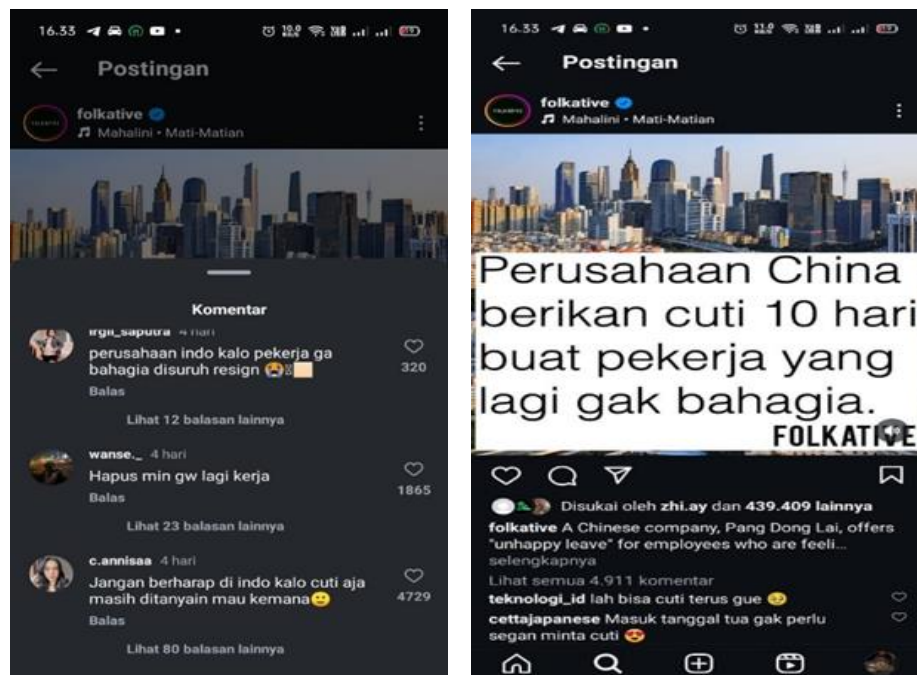 16.33
Postingan
folkative
Mahalini • Mati-Matian
Komentar
irgii_saputra 4 hari
perusahaan indo kalo pekerja ga
bahagia disuruh resign
320
Balas
Lihat 12 balasan lainnya
wanse._ 4 hari
Hapus min gw lagi kerja
1865
Balas
Lihat 23 balasan lainnya
c.annisaa 4 hari
Jangan berharap di indo kalo cuti aja
masih ditanyain mau kemana
4729
Balas
Lihat 80 balasan lainnya
16.33
Postingan
folkative
Mahalini • Mati-Matian
Perusahaan China
berikan cuti 10 hari
buat pekerja yang
lagi gak bahagia.
FOLKATIVE
Disukai oleh zhi.ay dan 439.409 lainnya
folkative A Chinese company, Pang Dong Lai, offers
"unhappy leave" for employees who are feeli...
selengkapnya
Lihat semua 4.911 komentar
teknologi_id lah bisa cuti terus gue
cettajapanese Masuk tanggal tua gak perlu
segan minta cuti